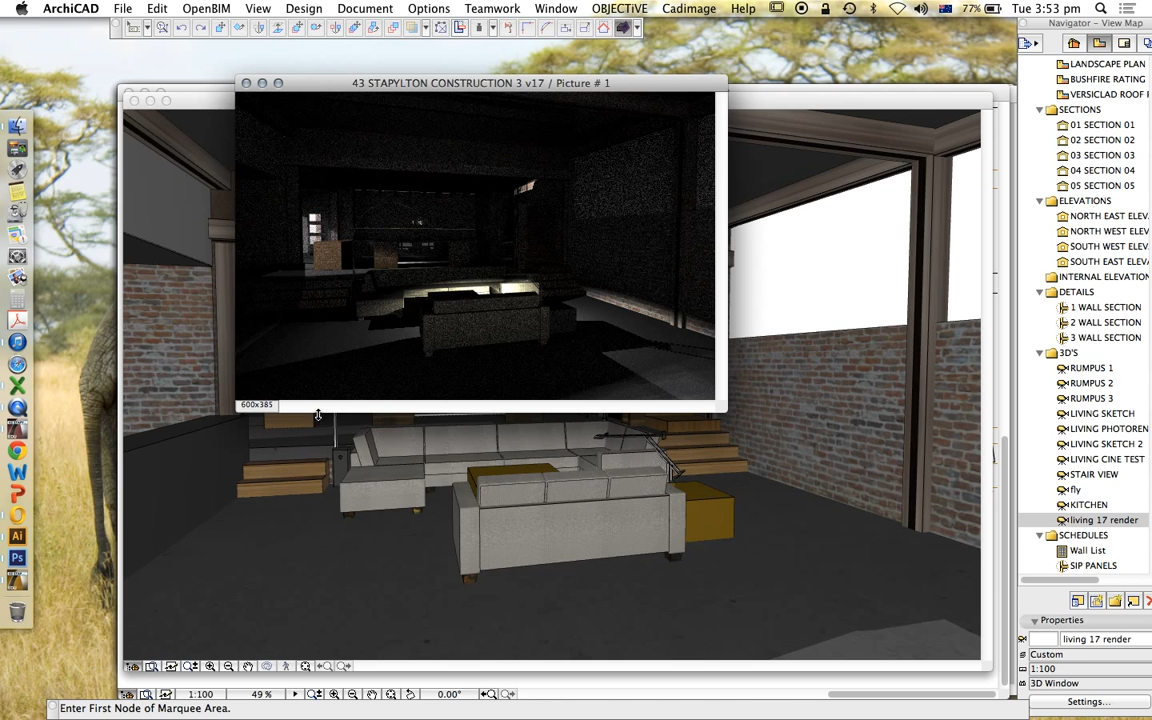 ArchiCAD File Edit OpenBIM View Design Document Options Teamwork Window OBJECTiVE Cadimage Help 77% Tue 3:53 pm
Navigator - View Map
LANDSCAPE PLAN
BUSHFIRE RATING
VERSICLAD ROOF
SECTIONS
01 SECTION 01
02 SECTION 02
03 SECTION 03
04 SECTION 04
05 SECTION 05
ELEVATIONS
NORTH EAST ELEV
NORTH WEST ELEV
SOUTH WEST ELEV
SOUTH EAST ELEV
INTERNAL ELEVATION
DETAILS
1 WALL SECTION
2 WALL SECTION
3 WALL SECTION
3D'S
RUMPUS 1
RUMPUS 2
RUMPUS 3
LIVING SKETCH
LIVING PHOTOREN
LIVING SKETCH 2
LIVING CINE TEST
STAIR VIEW
fly
KITCHEN
living 17 render
SCHEDULES
Wall List
SIP PANELS
Properties
living 17 render
Custom
1:100
3D Window
Settings...
43 STAPYLTON CONSTRUCTION 3 v17 / Picture # 1
600x385
1:100 49 % 0.00°
Enter First Node of Marquee Area.